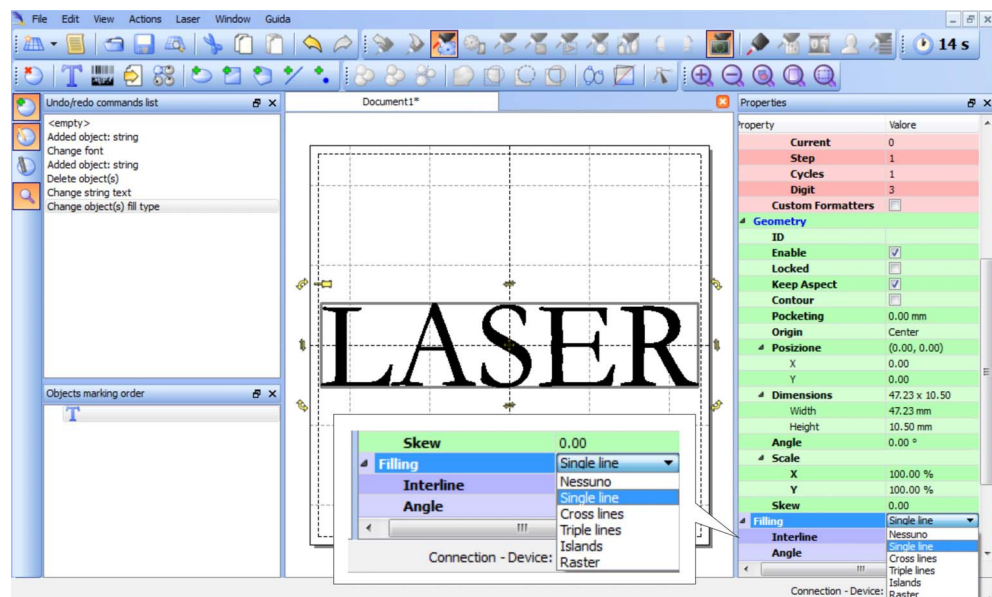 File Edit View Actions Laser Window Guida
14 s
Undo/redo commands list
<empty>
Added object: string
Change font
Added object: string
Delete object(s)
Change string text
Change object(s) fill type
Objects marking order
T
Document1*
LASER
Skew 0.00
Filling Single line
Interline Nessuno
Single line
Angle Cross lines
Triple lines
Islands
Connection - Device: Raster
Properties
Property Valore
Current 0
Step 1
Cycles 1
Digit 3
Custom Formatters
Geometry
ID
Enable
Locked
Keep Aspect
Contour
Pocketing 0.00 mm
Origin Center
Posizione (0.00, 0.00)
X 0.00
Y 0.00
Dimensions 47.23 x 10.50
Width 47.23 mm
Height 10.50 mm
Angle 0.00 °
Scale
X 100.00 %
Y 100.00 %
Skew 0.00
Filling Single line
Interline Nessuno
Single line
Angle Cross lines
Triple lines
Islands
Connection - Device: Raster